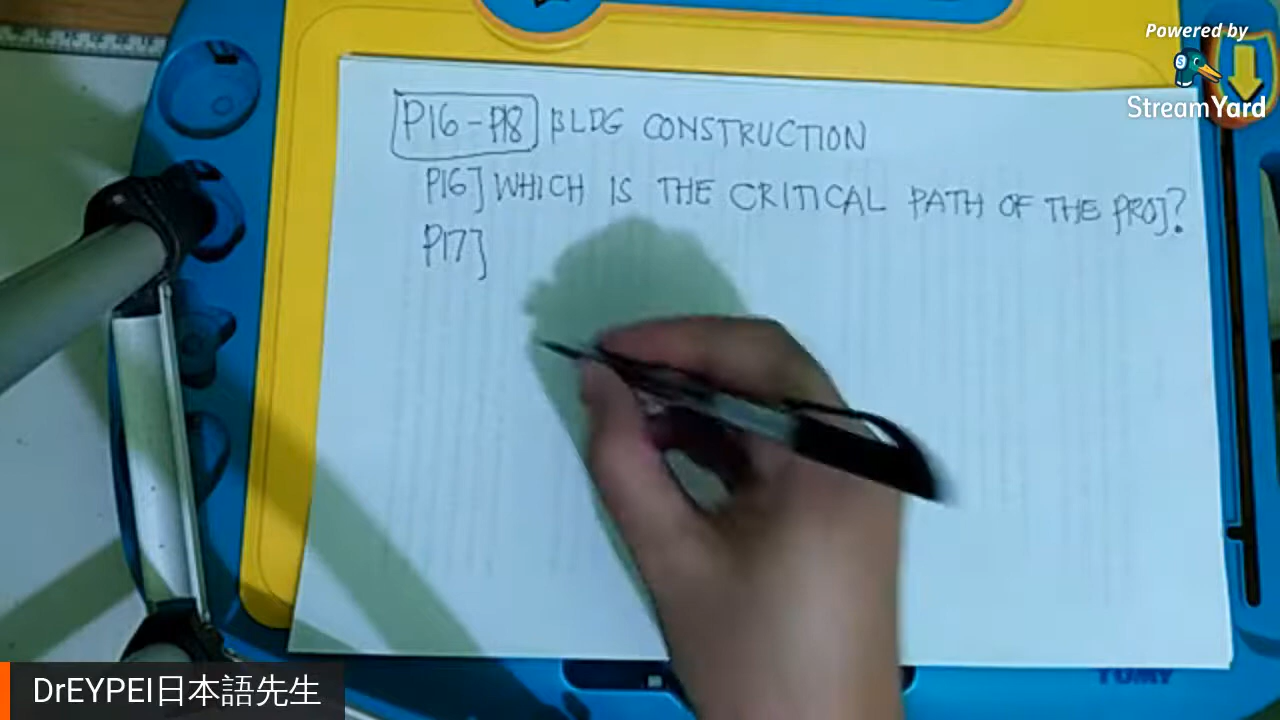 Powered by
StreamYard
P16-P18 BLDG CONSTRUCTION
P16] WHICH IS THE CRITICAL PATH OF THE PROJ?
P17]
TOMY
DrEYPEI日本語先生